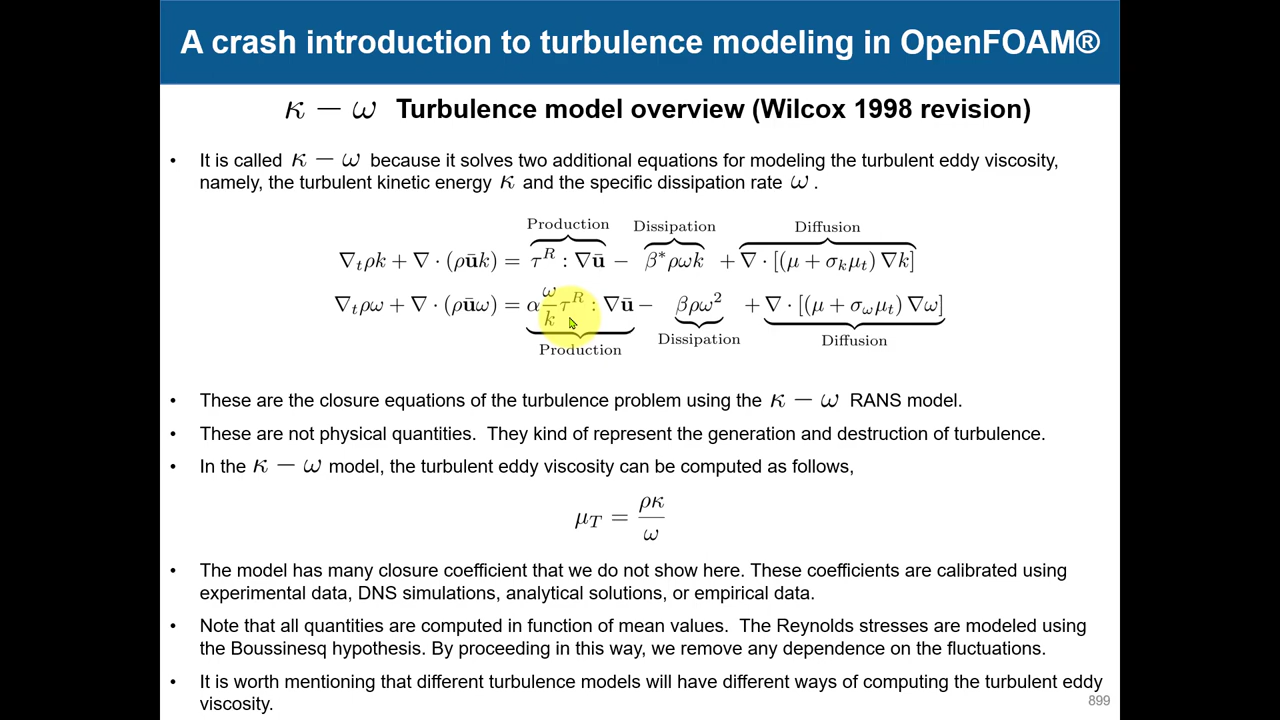 A crash introduction to turbulence modeling in OpenFOAM®
κ − ω Turbulence model overview (Wilcox 1998 revision)
• It is called κ − ω because it solves two additional equations for modeling the turbulent eddy viscosity,
namely, the turbulent kinetic energy κ and the specific dissipation rate ω .
Production Dissipation Diffusion
∇ₜρk + ∇ · (ρūk) = τᴿ : ∇ū − β*ρωk + ∇ · [(μ + σₖμₜ) ∇k]
∇ₜρω + ∇ · (ρūω) = α ω/k τᴿ : ∇ū − βρω² + ∇ · [(μ + σ_ωμₜ) ∇ω]
Production Dissipation Diffusion
• These are the closure equations of the turbulence problem using the κ − ω RANS model.
• These are not physical quantities. They kind of represent the generation and destruction of turbulence.
• In the κ − ω model, the turbulent eddy viscosity can be computed as follows,
μ_T = ρκ/ω
• The model has many closure coefficient that we do not show here. These coefficients are calibrated using
experimental data, DNS simulations, analytical solutions, or empirical data.
• Note that all quantities are computed in function of mean values. The Reynolds stresses are modeled using
the Boussinesq hypothesis. By proceeding in this way, we remove any dependence on the fluctuations.
• It is worth mentioning that different turbulence models will have different ways of computing the turbulent eddy
viscosity.
899